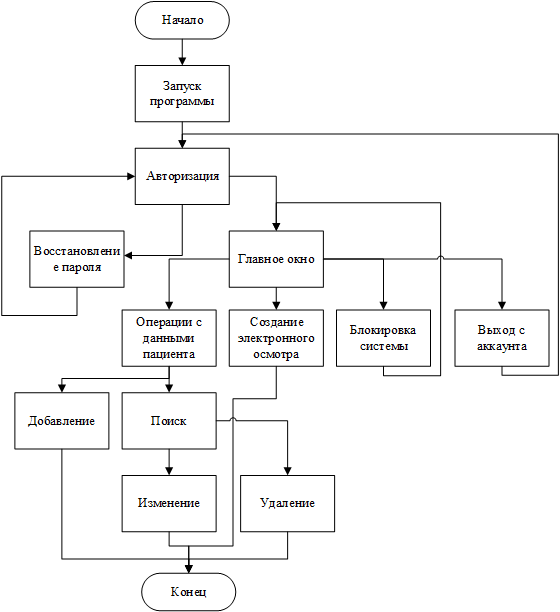 Начало
Запуск
программы
Авторизация
Восстановлени
е пароля
Главное окно
Операции с
данными
пациента
Создание
электронного
осмотра
Блокировка
системы
Выход с
аккаунта
Добавление
Поиск
Изменение
Удаление
Конец